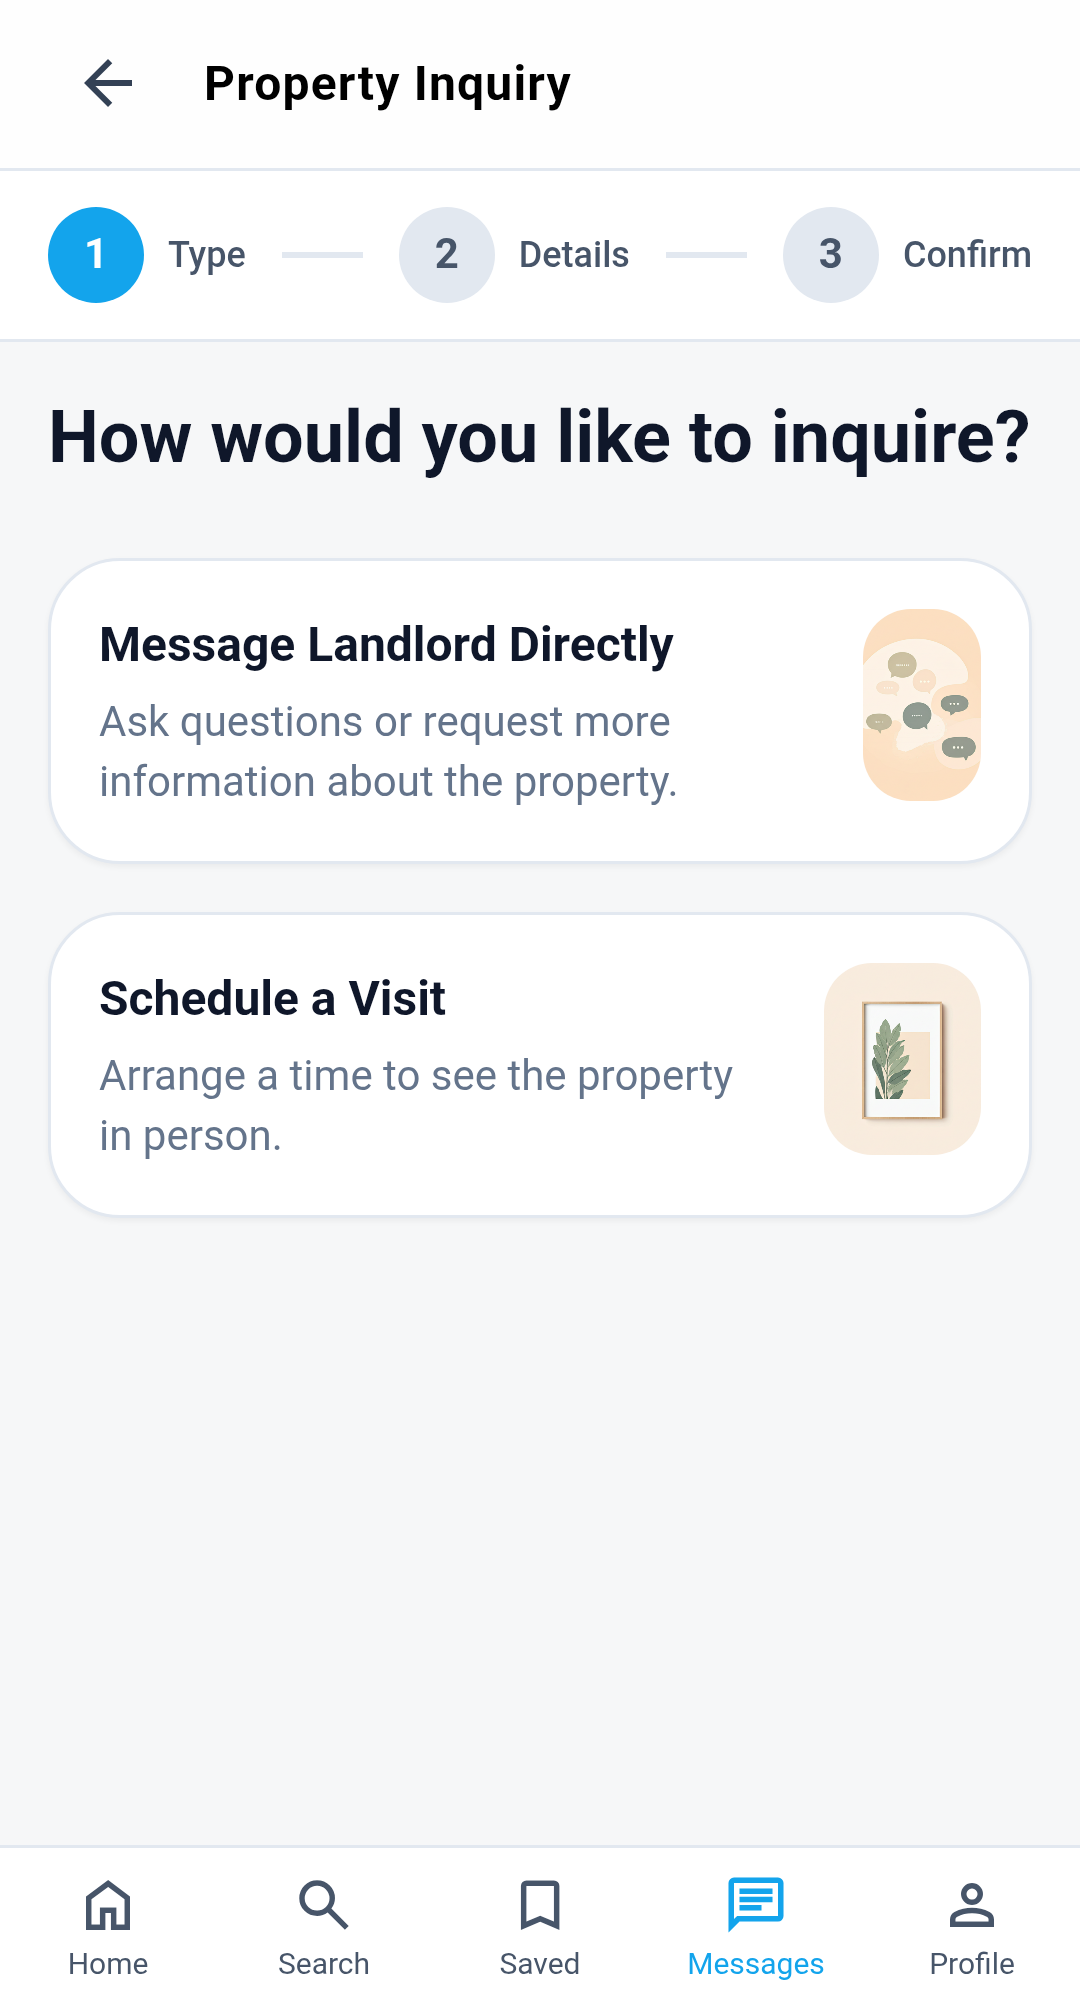 Property Inquiry
1 Type 2 Details 3 Confirm
How would you like to inquire?
Message Landlord Directly
Ask questions or request more
information about the property.
Schedule a Visit
Arrange a time to see the property
in person.
Home Search Saved Messages Profile